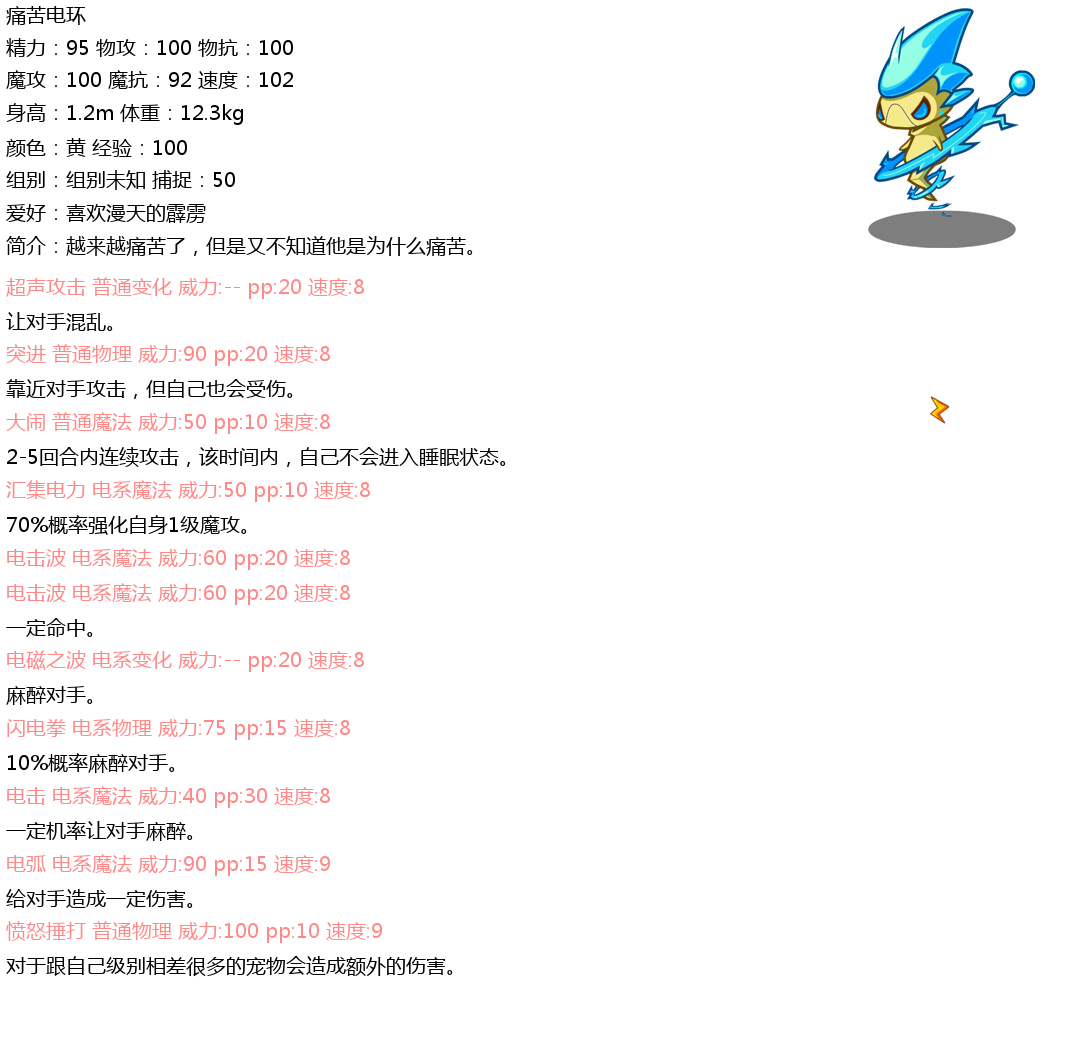 痛苦电环
精力：95 物攻：100 物抗：100
魔攻：100 魔抗：92 速度：102
身高：1.2m 体重：12.3kg
颜色：黄 经验：100
组别：组别未知 捕捉：50
爱好：喜欢漫天的霹雳
简介：越来越痛苦了，但是又不知道他是为什么痛苦。
超声攻击 普通变化 威力:-- pp:20 速度:8
让对手混乱。
突进 普通物理 威力:90 pp:20 速度:8
靠近对手攻击，但自己也会受伤。
大闹 普通魔法 威力:50 pp:10 速度:8
2-5回合内连续攻击，该时间内，自己不会进入睡眠状态。
汇集电力 电系魔法 威力:50 pp:10 速度:8
70%概率强化自身1级魔攻。
电击波 电系魔法 威力:60 pp:20 速度:8
电击波 电系魔法 威力:60 pp:20 速度:8
一定命中。
电磁之波 电系变化 威力:-- pp:20 速度:8
麻醉对手。
闪电拳 电系物理 威力:75 pp:15 速度:8
10%概率麻醉对手。
电击 电系魔法 威力:40 pp:30 速度:8
一定机率让对手麻醉。
电弧 电系魔法 威力:90 pp:15 速度:9
给对手造成一定伤害。
愤怒捶打 普通物理 威力:100 pp:10 速度:9
对于跟自己级别相差很多的宠物会造成额外的伤害。